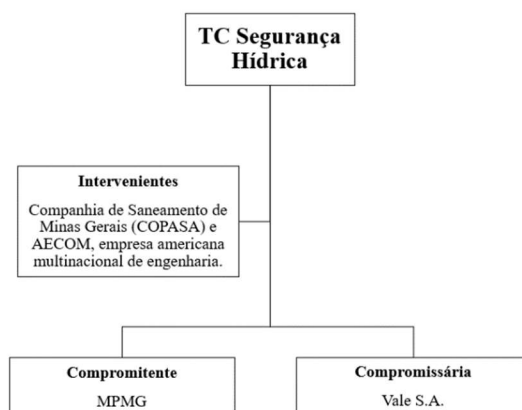 TC Segurança
Hídrica
Intervenientes
Companhia de Saneamento de
Minas Gerais (COPASA) e
AECOM, empresa americana
multinacional de engenharia.
Compromitente
MPMG
Compromissária
Vale S.A.